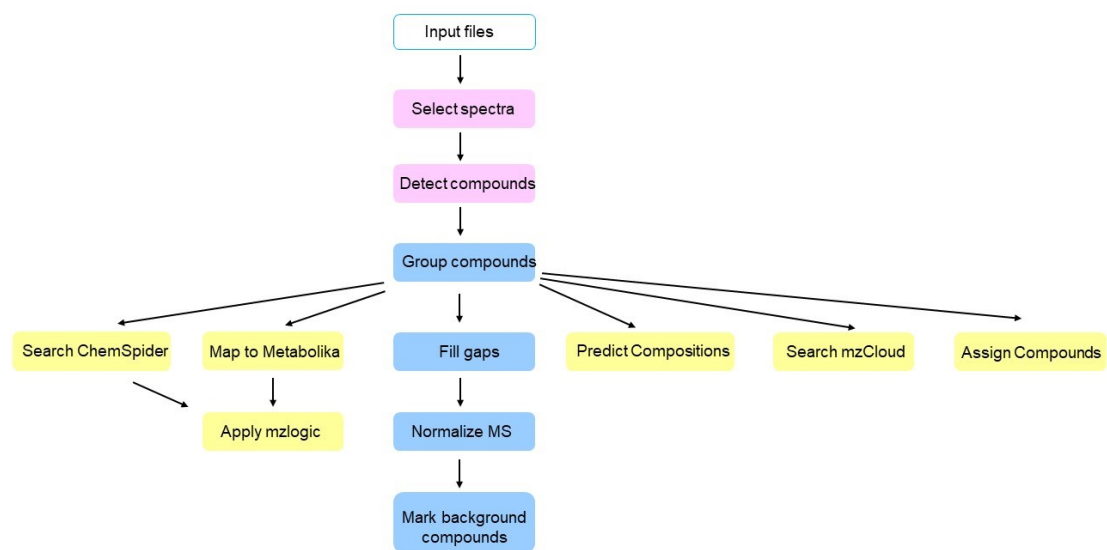 Input files
Select spectra
Detect compounds
Group compounds
Search ChemSpider
Map to Metabolika
Fill gaps
Predict Compositions
Search mzCloud
Assign Compounds
Apply mzlogic
Normalize MS
Mark background
compounds